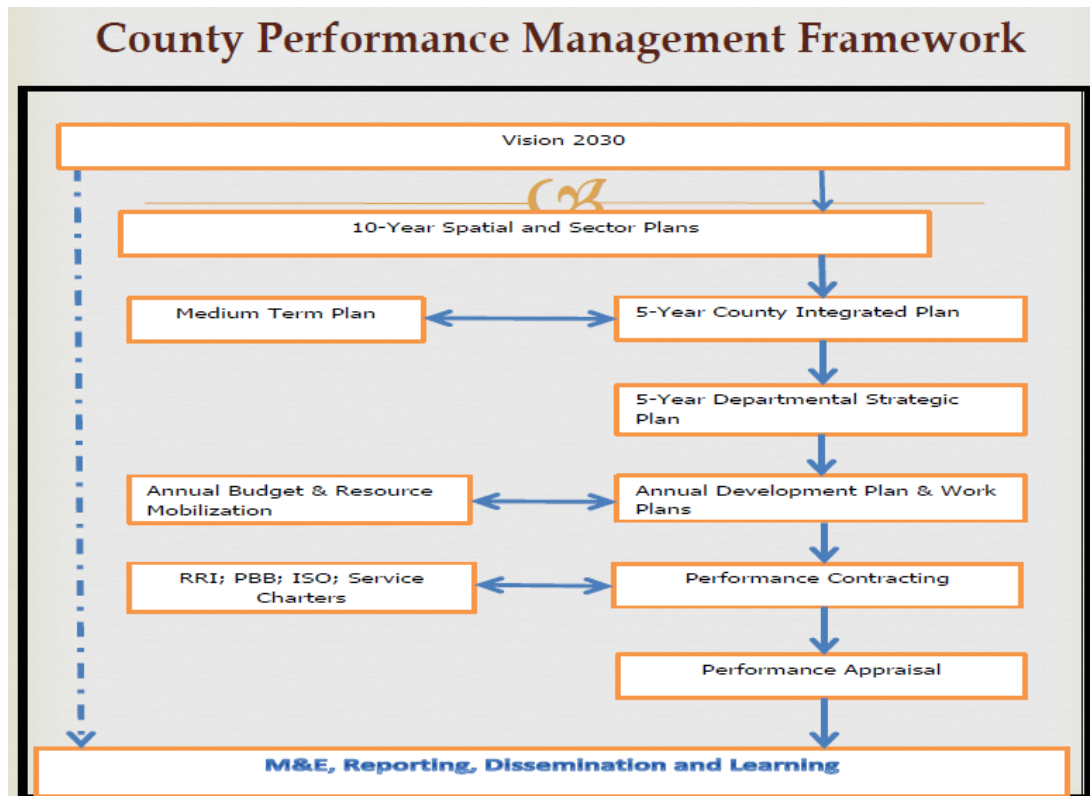 County Performance Management Framework
Vision 2030
10-Year Spatial and Sector Plans
Medium Term Plan
5-Year County Integrated Plan
5-Year Departmental Strategic
Plan
Annual Budget & Resource
Mobilization
Annual Development Plan & Work
Plans
RRI; PBB; ISO; Service
Charters
Performance Contracting
Performance Appraisal
M&E, Reporting, Dissemination and Learning